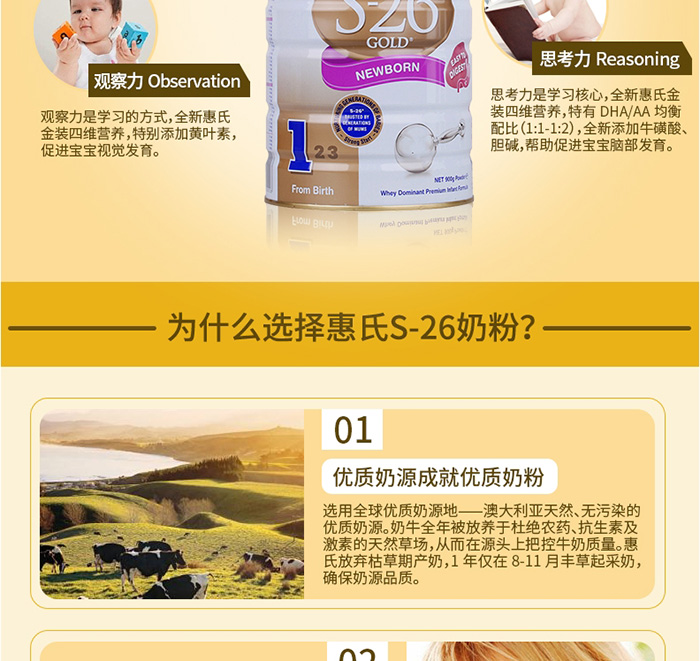 S-26
GOLD®
NEWBORN
EASY TO
DIGEST
S-26®
TRUSTED BY
GENERATIONS
OF MUMS
Strong Start
1 2 3
From Birth
NET 900g Powder
Whey Dominant Premium Infant Formula
观察力 Observation
观察力是学习的方式,全新惠氏
金装四维营养,特别添加黄叶素,
促进宝宝视觉发育。
思考力 Reasoning
思考力是学习核心,全新惠氏金
装四维营养,特有 DHA/AA 均衡
配比(1:1-1:2),全新添加牛磺酸、
胆碱,帮助促进宝宝脑部发育。
为什么选择惠氏S-26奶粉?
01
优质奶源成就优质奶粉
选用全球优质奶源地——澳大利亚天然、无污染的
优质奶源。奶牛全年被放养于杜绝农药、抗生素及
激素的天然草场,从而在源头上把控牛奶质量。惠
氏放弃枯草期产奶,1 年仅在 8-11 月丰草起采奶,
确保奶源品质。
02